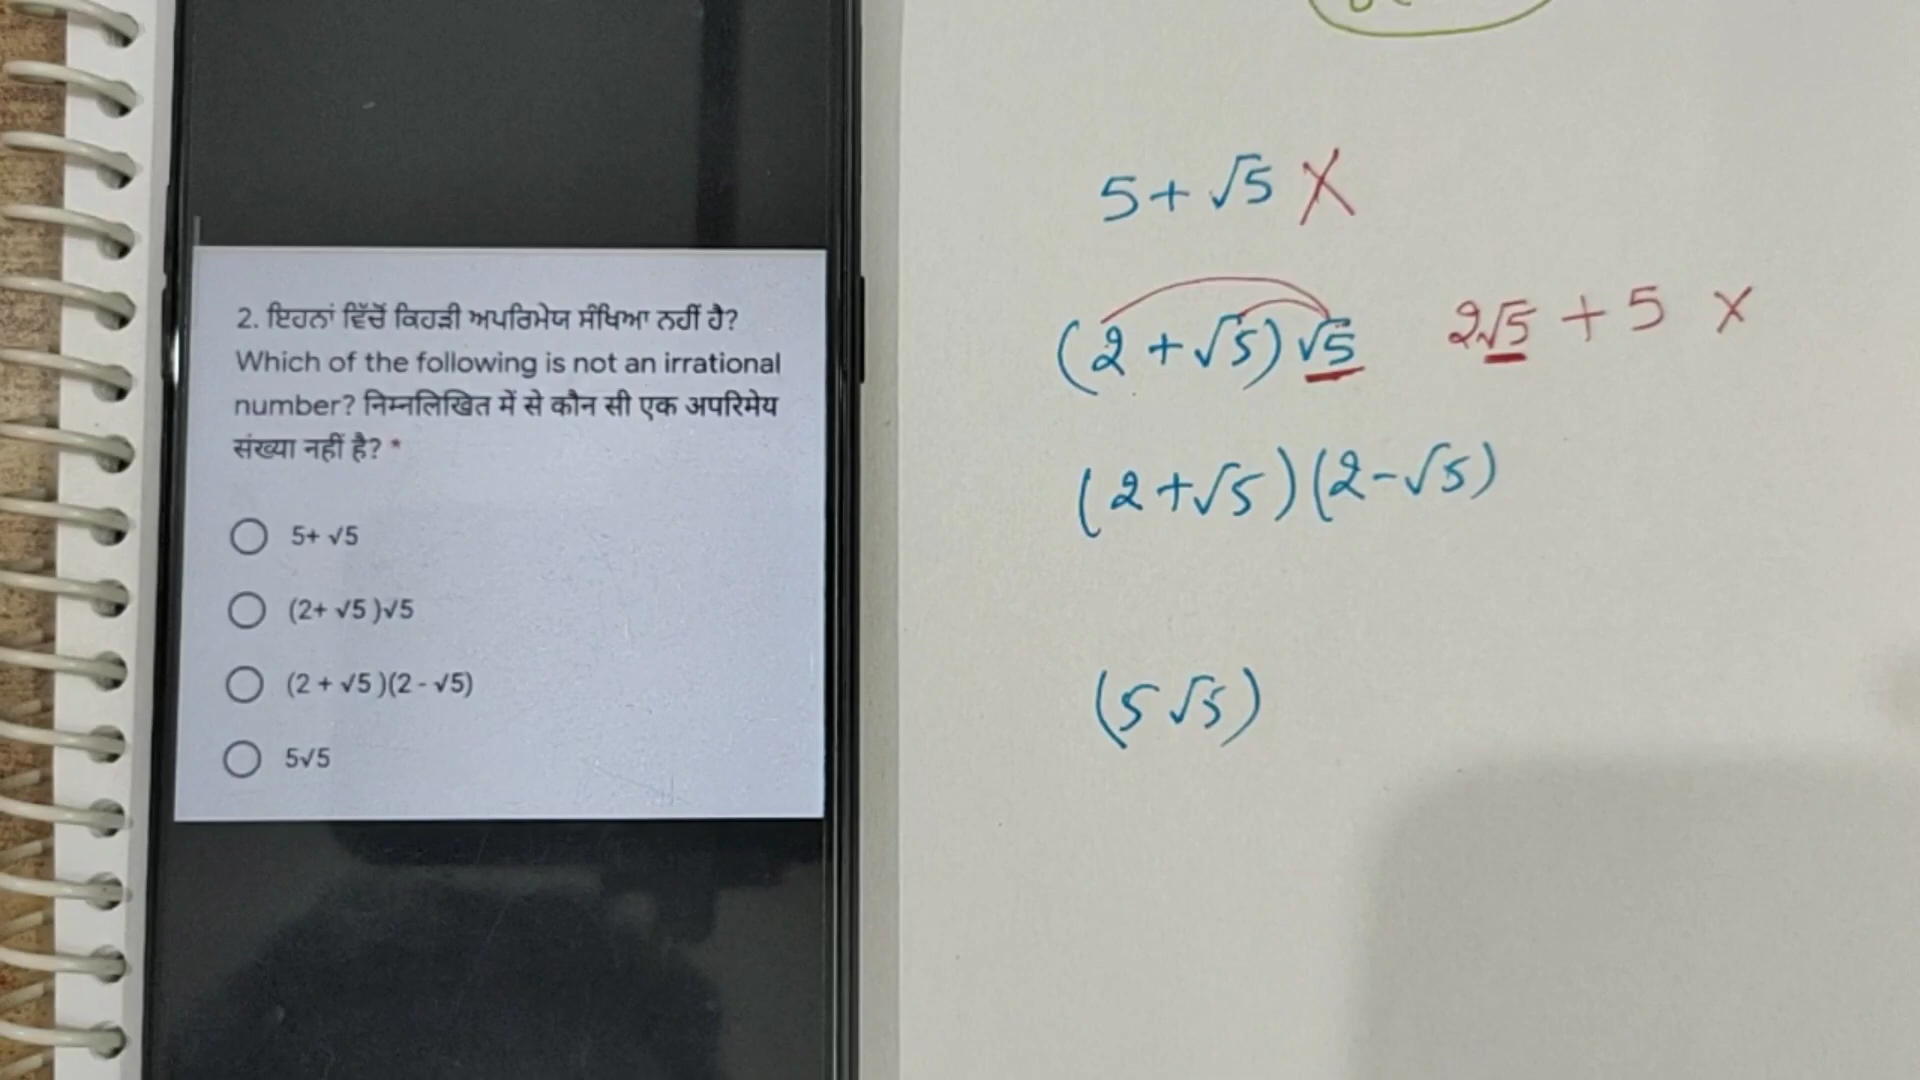 2. ਇਹਨਾਂ ਵਿੱਚੋਂ ਕਿਹੜੀ ਅਪਰਿਮੇਯ ਸੰਖਿਆ ਨਹੀਂ ਹੈ?
Which of the following is not an irrational
number? निम्नलिखित में से कौन सी एक अपरिमेय
संख्या नहीं है? *
5+ √5
(2+ √5 )√5
(2 + √5 )(2 - √5)
5√5
5+√5 X
(2+√5)√5 2√5 + 5 X
(2+√5)(2-√5)
(5√5)